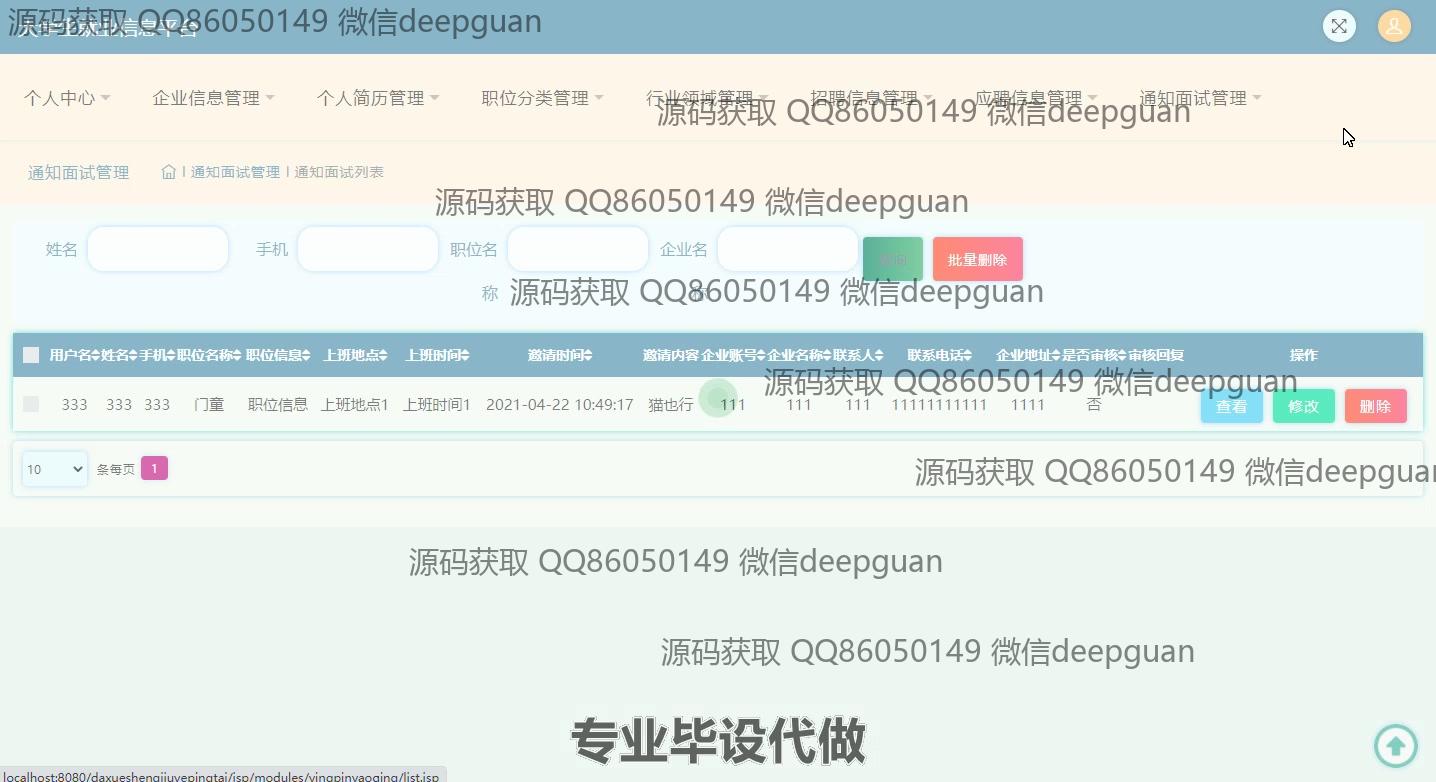 源码获取 QQ86050149 微信deepguan
大学生就业信息平台
个人中心 企业信息管理 个人简历管理 职位分类管理 行业领域管理 招聘信息管理 应聘信息管理 通知面试管理
源码获取 QQ86050149 微信deepguan
通知面试管理 通知面试管理 通知面试列表
源码获取 QQ86050149 微信deepguan
姓名 手机 职位名称 企业名称 查询 批量删除
源码获取 QQ86050149 微信deepguan
用户名 姓名 手机 职位名称 职位信息 上班地点 上班时间 邀请时间 邀请内容 企业账号 企业名称 联系人 联系电话 企业地址 是否审核 审核回复 操作
源码获取 QQ86050149 微信deepguan
333 333 333 门童 职位信息 上班地点1 上班时间1 2021-04-22 10:49:17 猫也行 111 111 111 11111111111 1111 否 查看 修改 删除
10 条每页 1
源码获取 QQ86050149 微信deepguan
源码获取 QQ86050149 微信deepguan
源码获取 QQ86050149 微信deepguan
专业毕设代做
localhost:8080/daxueshengjiuyepingtai/jsp/modules/yingpinyaoqing/list.jsp